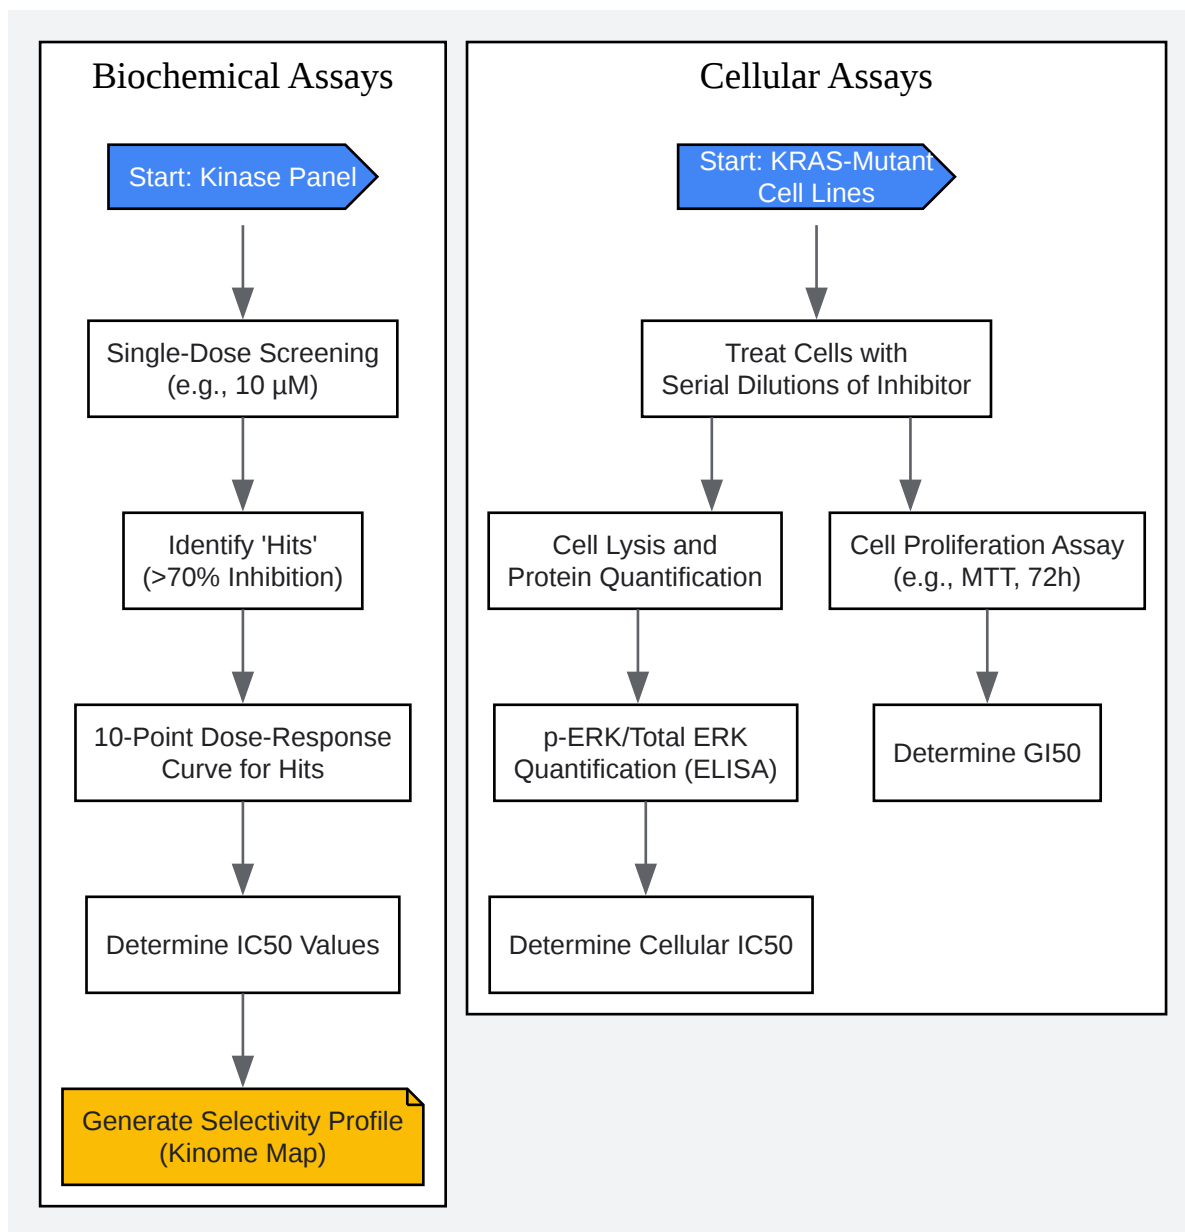 Biochemical Assays
Start: Kinase Panel
Single-Dose Screening
(e.g., 10 µM)
Identify 'Hits'
(>70% Inhibition)
10-Point Dose-Response
Curve for Hits
Determine IC50 Values
Generate Selectivity Profile
(Kinome Map)
Cellular Assays
Start: KRAS-Mutant
Cell Lines
Treat Cells with
Serial Dilutions of Inhibitor
Cell Lysis and
Protein Quantification
p-ERK/Total ERK
Quantification (ELISA)
Determine Cellular IC50
Cell Proliferation Assay
(e.g., MTT, 72h)
Determine GI50